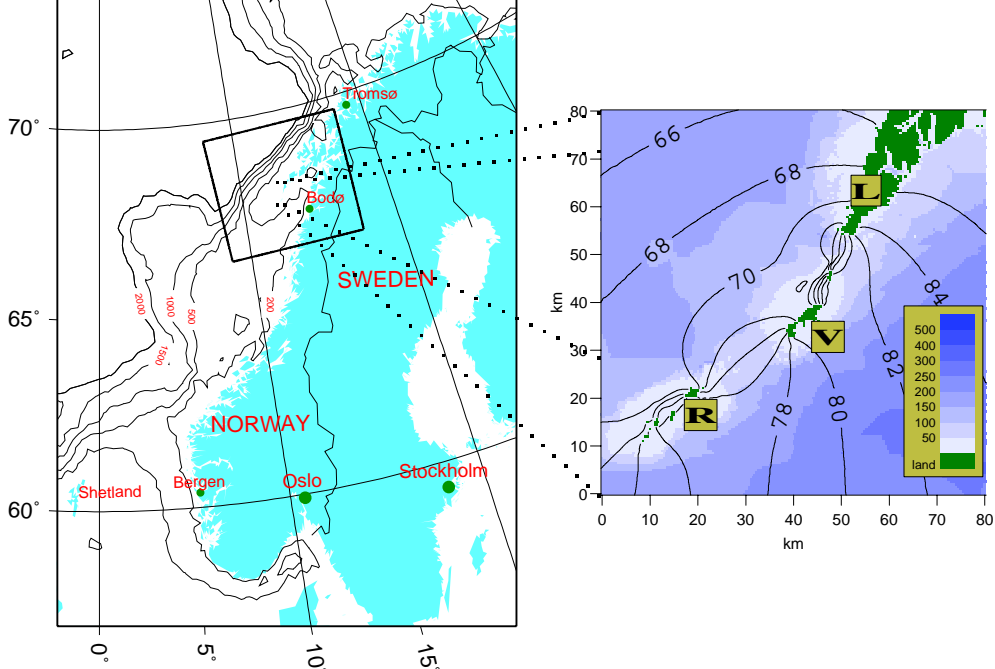 Tromsø
70°
Bodø
SWEDEN
2000
1000
500
200
65°
1500
NORWAY
Stockholm
Bergen
Oslo
Shetland
60°
0°
5°
10°
15°
80
70
60
50
40
30
20
10
0
km
66
68
L
68
70
84
V
82
R
78
80
500
400
300
250
200
150
100
50
land
0 10 20 30 40 50 60 70 80
km